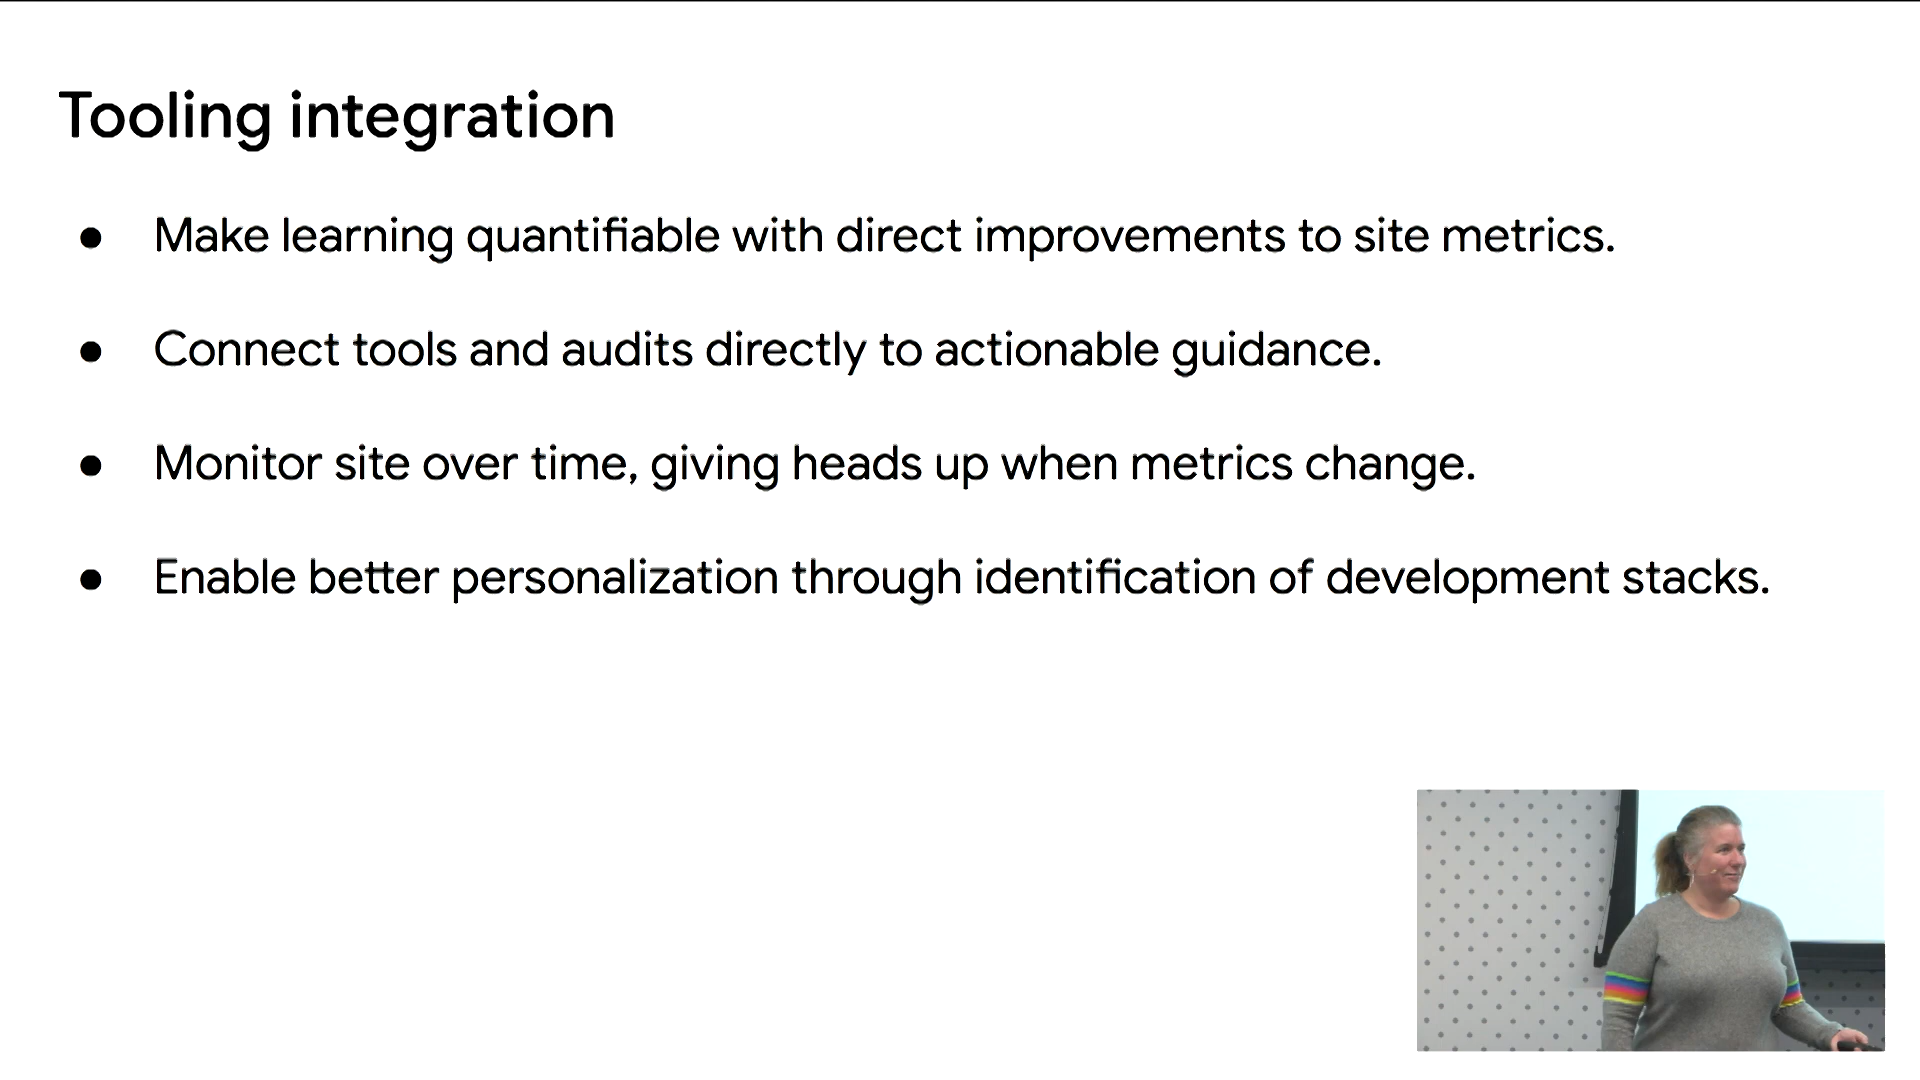 Tooling integration
● Make learning quantifiable with direct improvements to site metrics.
● Connect tools and audits directly to actionable guidance.
● Monitor site over time, giving heads up when metrics change.
● Enable better personalization through identification of development stacks.